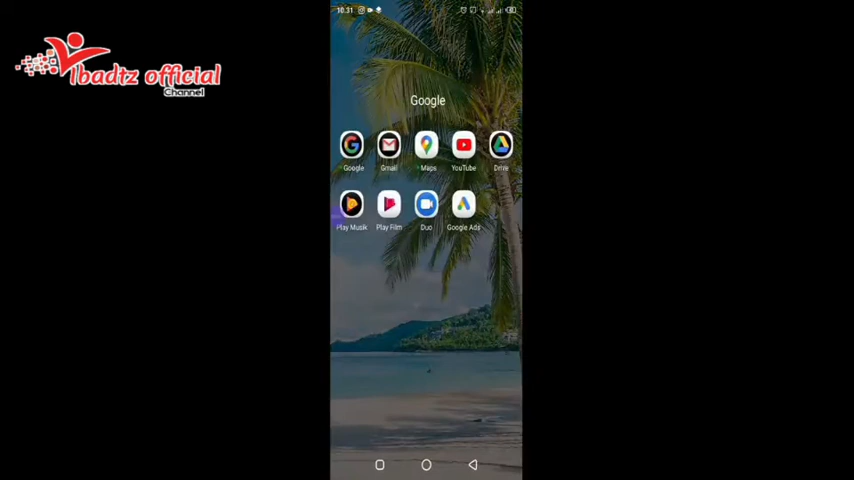 10.31
Ibadtz official
Channel
Google
Google
Gmail
Maps
YouTube
Drive
Play Musik
Play Film
Duo
Google Ads